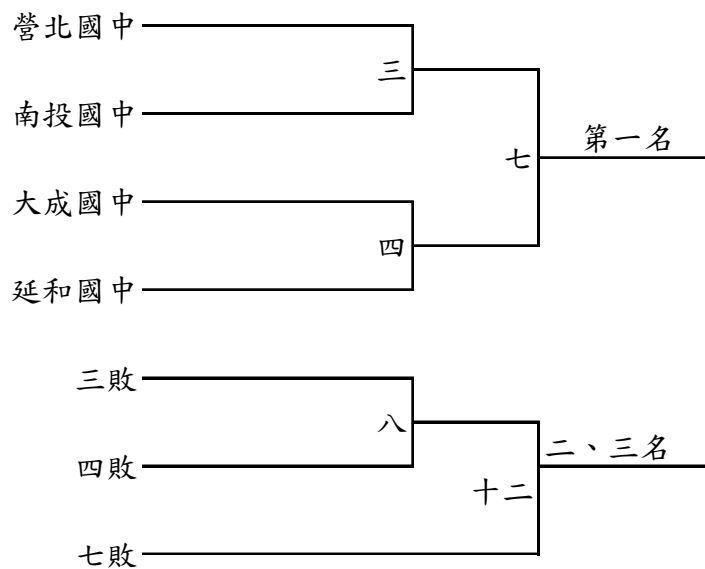 營北國中
三
南投國中
七
第一名
大成國中
四
延和國中
三敗
八
四敗
二、三名
十二
七敗